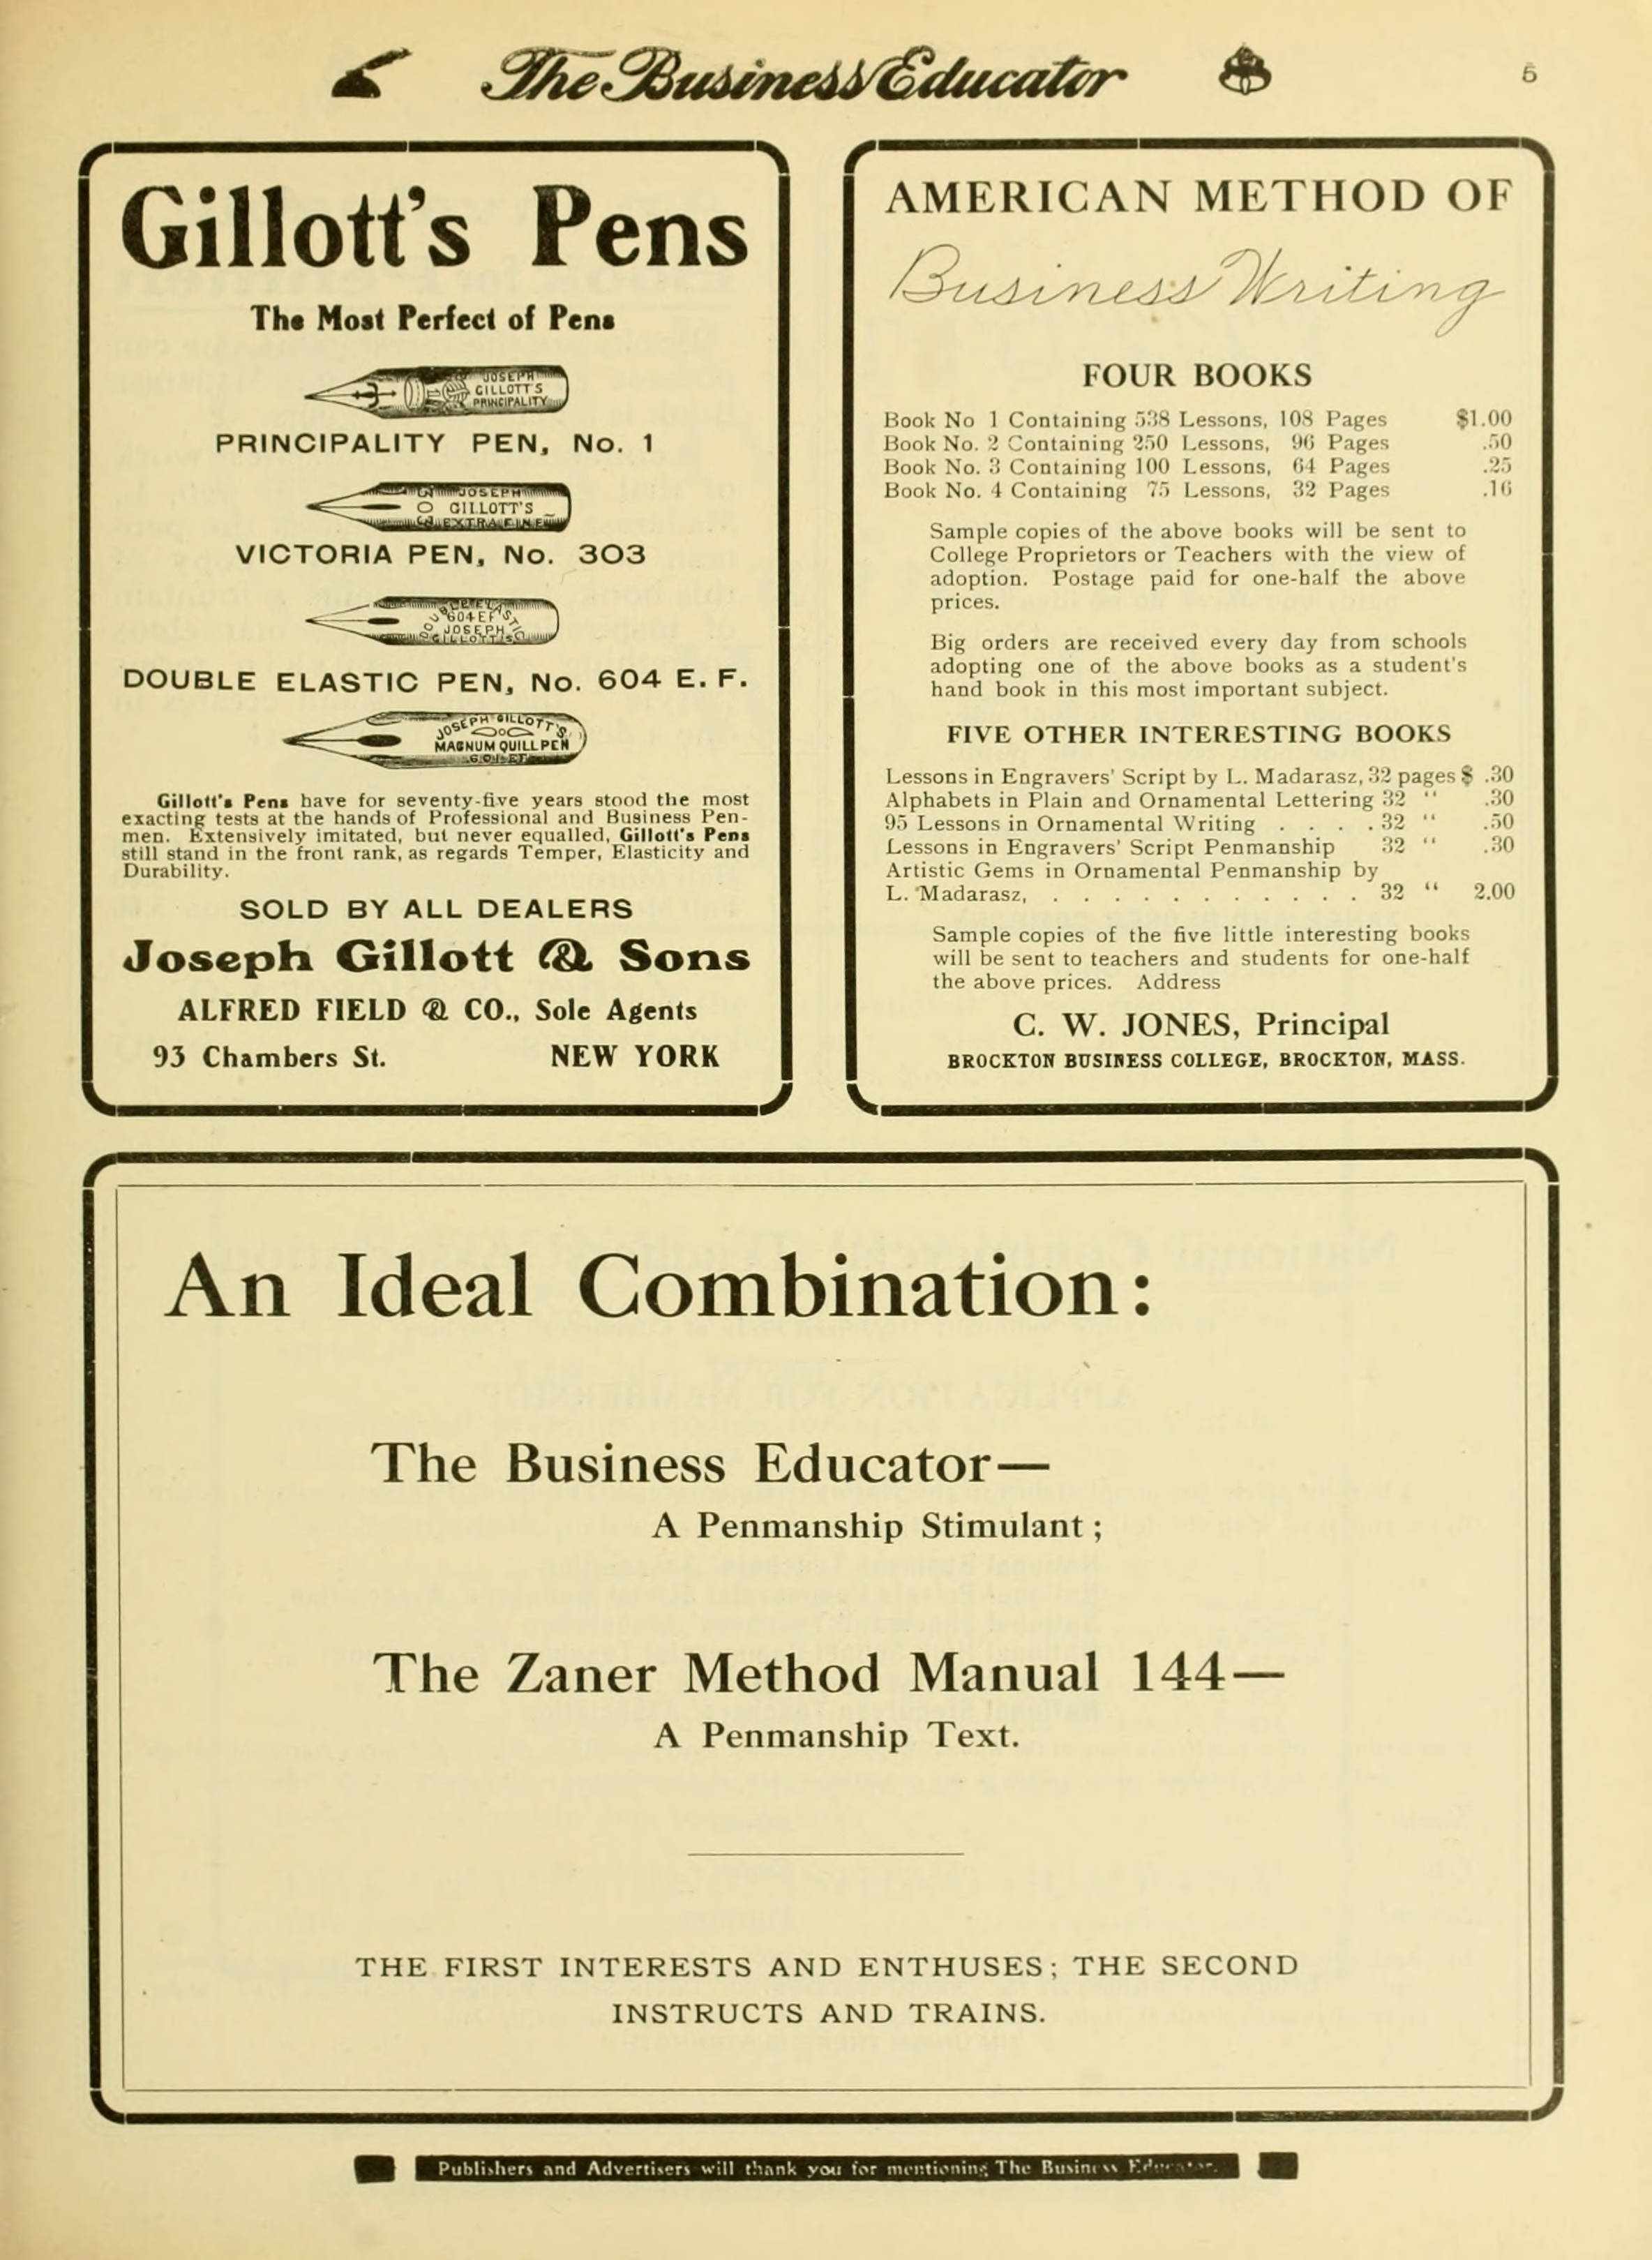 The Business Educator
5
Gillott's Pens
The Most Perfect of Pens
JOSEPH
GILLOTT'S
PRINCIPALITY
PRINCIPALITY PEN, No. 1
303
JOSEPH
GILLOTT'S
EXTRA FINE
VICTORIA PEN, No. 303
604 EF
JOSEPH
GILLOTT'S
DOUBLE ELASTIC PEN, No. 604 E. F.
JOSEPH GILLOTT'S
MAGNUM QUILL PEN
Gillott's Pens have for seventy-five years stood the most
exacting tests at the hands of Professional and Business Pen-
men. Extensively imitated, but never equalled, Gillott's Pens
still stand in the front rank, as regards Temper, Elasticity and
Durability.
SOLD BY ALL DEALERS
Joseph Gillott & Sons
ALFRED FIELD & CO., Sole Agents
93 Chambers St. NEW YORK
AMERICAN METHOD OF
Business Writing
FOUR BOOKS
Book No 1 Containing 538 Lessons, 108 Pages $1.00
Book No. 2 Containing 250 Lessons, 96 Pages .50
Book No. 3 Containing 100 Lessons, 64 Pages .25
Book No. 4 Containing 75 Lessons, 32 Pages .16
Sample copies of the above books will be sent to
College Proprietors or Teachers with the view of
adoption. Postage paid for one-half the above
prices.
Big orders are received every day from schools
adopting one of the above books as a student's
hand book in this most important subject.
FIVE OTHER INTERESTING BOOKS
Lessons in Engravers' Script by L. Madarasz, 32 pages $ .30
Alphabets in Plain and Ornamental Lettering 32 " .30
95 Lessons in Ornamental Writing . . . . 32 " .50
Lessons in Engravers' Script Penmanship 32 " .30
Artistic Gems in Ornamental Penmanship by
L. Madarasz, . . . . . . . . . . . . 32 " 2.00
Sample copies of the five little interesting books
will be sent to teachers and students for one-half
the above prices. Address
C. W. JONES, Principal
BROCKTON BUSINESS COLLEGE, BROCKTON, MASS.
An Ideal Combination:
The Business Educator—
A Penmanship Stimulant;
The Zaner Method Manual 144—
A Penmanship Text.
THE FIRST INTERESTS AND ENTHUSES; THE SECOND
INSTRUCTS AND TRAINS.
Publishers and Advertisers will thank you for mentioning The Business Educator.